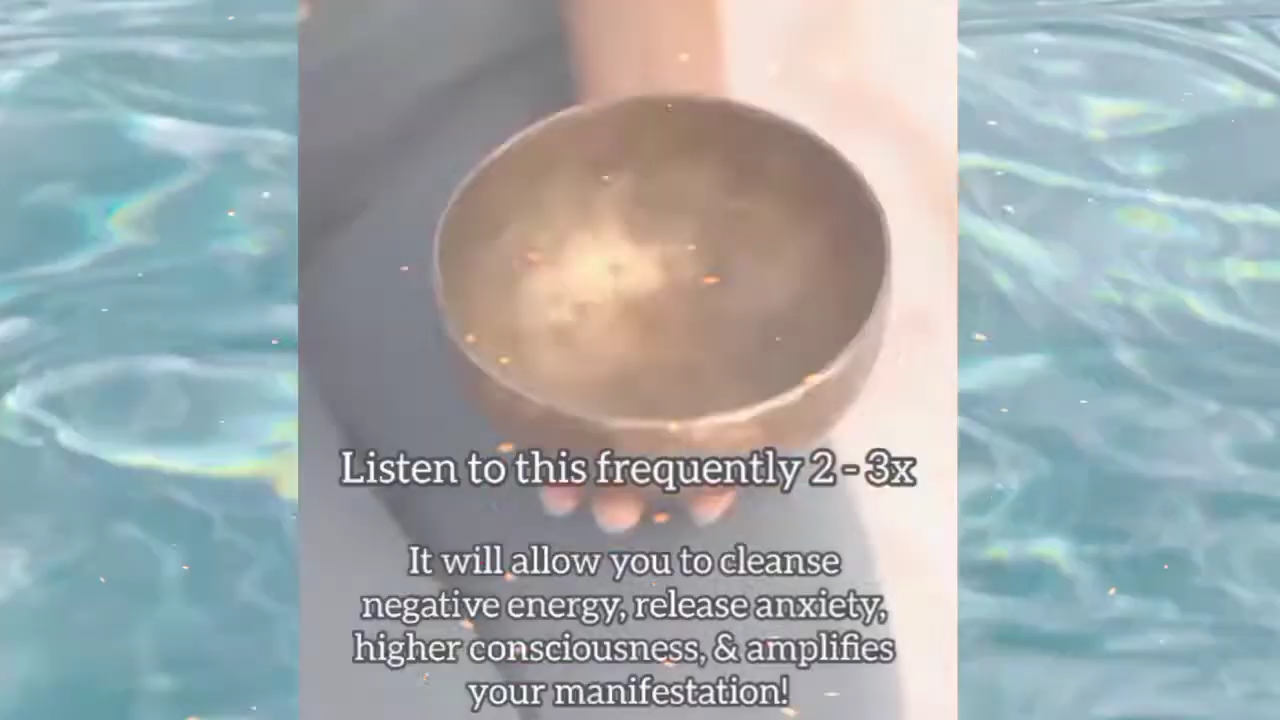 Listen to this frequently 2 - 3x
It will allow you to cleanse
negative energy, release anxiety,
higher consciousness, & amplifies
your manifestation!